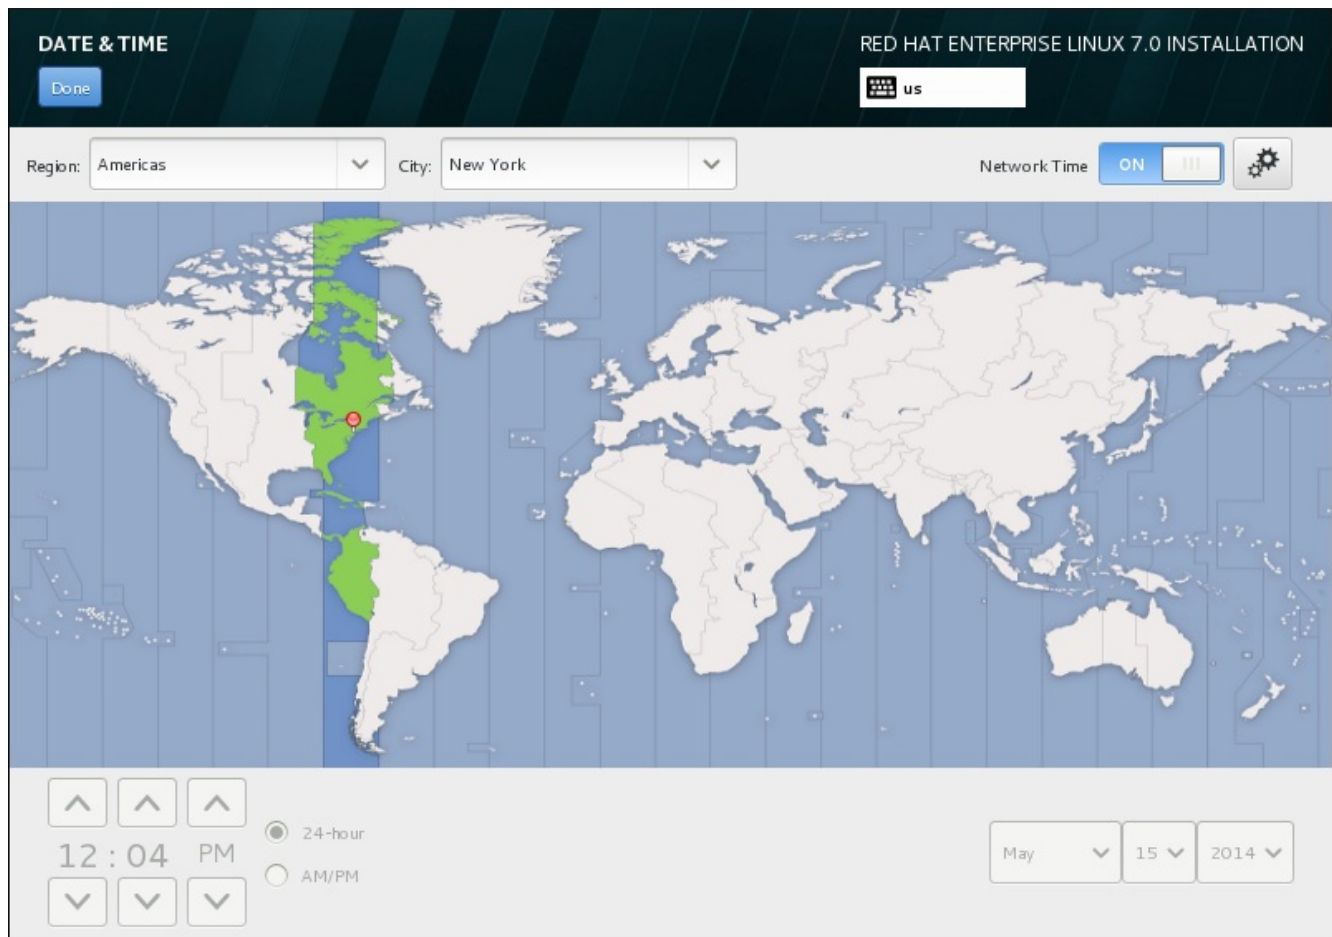 DATE & TIME
RED HAT ENTERPRISE LINUX 7.0 INSTALLATION
Done
us
Region: Americas City: New York Network Time ON
12 : 04 PM
24-hour
AM/PM
May 15 2014